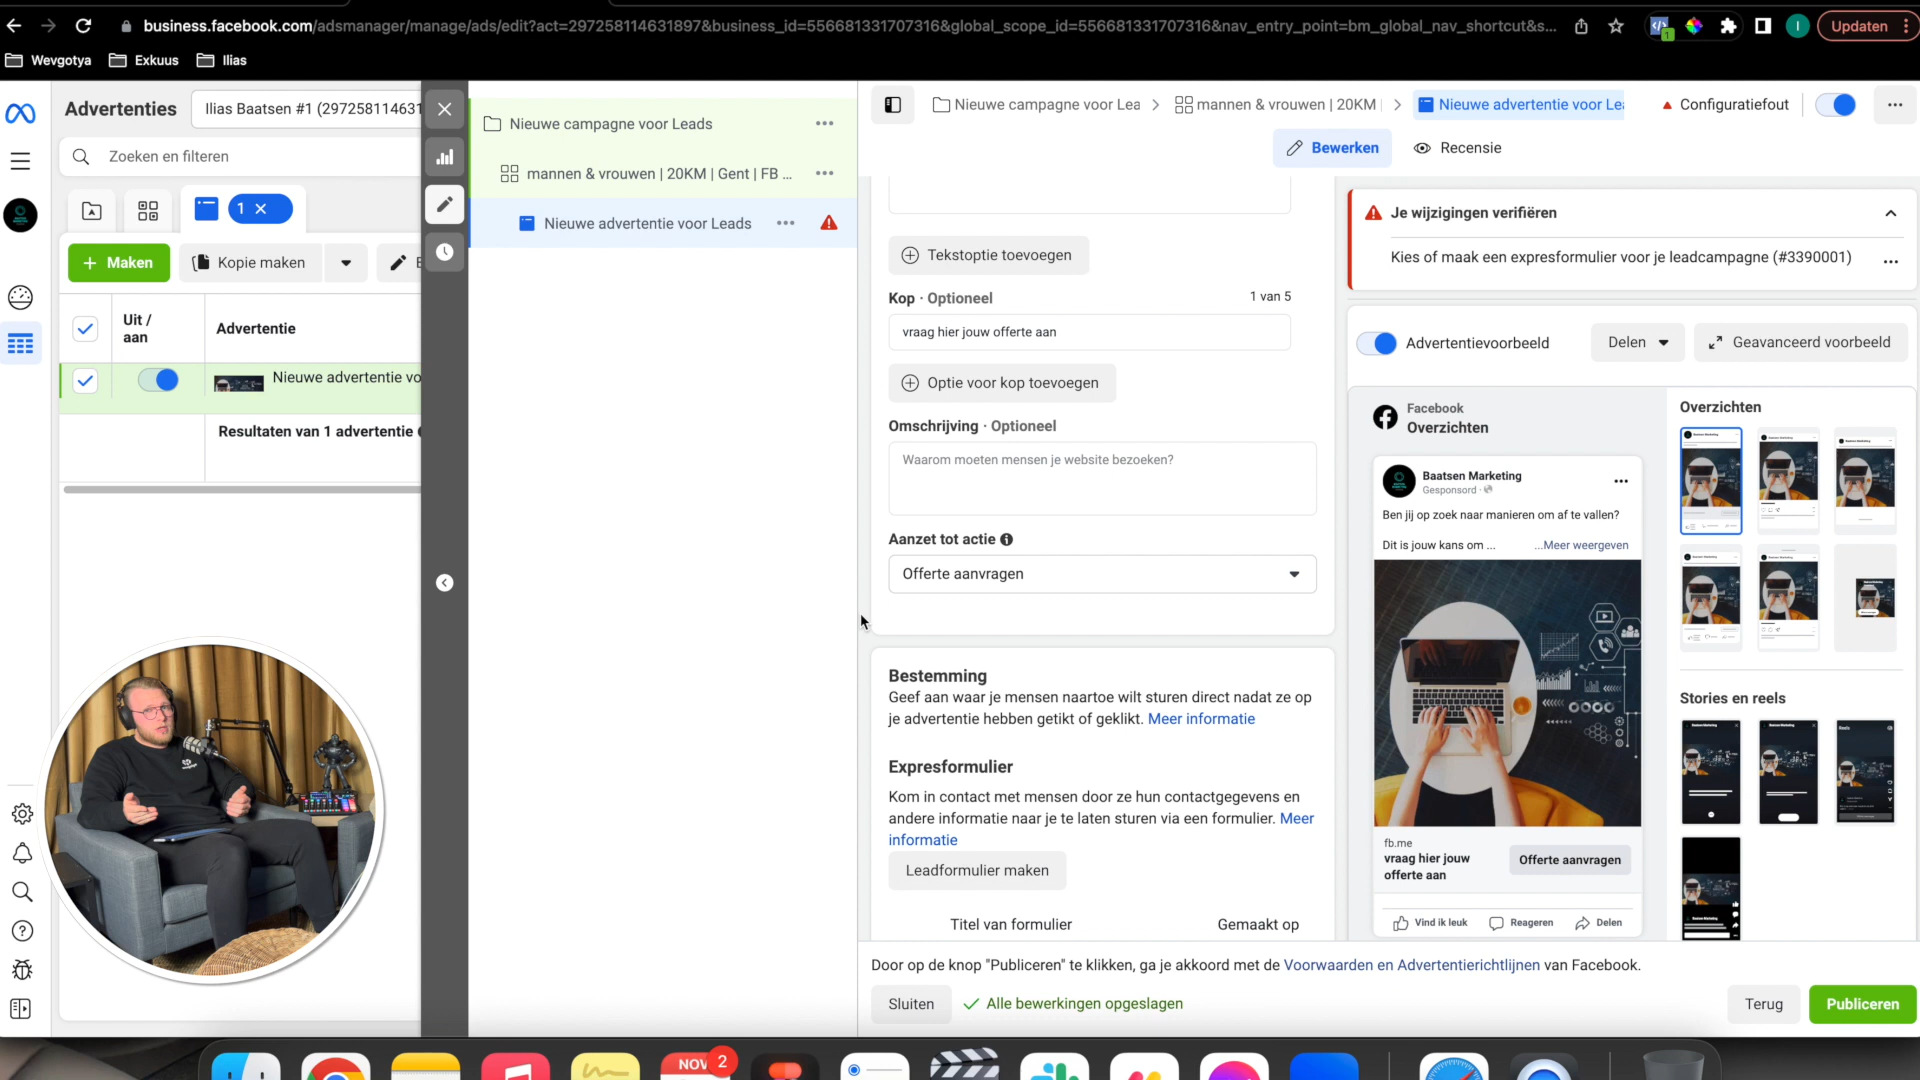 business.facebook.com/adsmanager/manage/ads/edit?act=297258114631897&business_id=556681331707316&global_scope_id=556681331707316&nav_entry_point=bm_global_nav_shortcut&s...
Updaten
Wevgotya
Exkuus
Ilias
Advertenties
Ilias Baatsen #1 (29725811463
Zoeken en filteren
1
Maken
Kopie maken
Uit / aan
Advertentie
Nieuwe advertentie vo
Resultaten van 1 advertentie
Nieuwe campagne voor Leads
mannen & vrouwen | 20KM | Gent | FB ...
Nieuwe advertentie voor Leads
Nieuwe campagne voor Lea
mannen & vrouwen | 20KM |
Nieuwe advertentie voor Lea
Configuratiefout
Bewerken
Recensie
Tekstoptie toevoegen
Kop · Optioneel
1 van 5
vraag hier jouw offerte aan
Optie voor kop toevoegen
Omschrijving · Optioneel
Waarom moeten mensen je website bezoeken?
Aanzet tot actie
Offerte aanvragen
Bestemming
Geef aan waar je mensen naartoe wilt sturen direct nadat ze op
je advertentie hebben getikt of geklikt. Meer informatie
Expresformulier
Kom in contact met mensen door ze hun contactgegevens en
andere informatie naar je te laten sturen via een formulier. Meer
informatie
Leadformulier maken
Titel van formulier
Gemaakt op
Je wijzigingen verifiëren
Kies of maak een expresformulier voor je leadcampagne (#3390001)
Advertentievoorbeeld
Delen
Geavanceerd voorbeeld
Facebook
Overzichten
Baatsen Marketing
Gesponsord ·
Ben jij op zoek naar manieren om af te vallen?
Dit is jouw kans om ...
...Meer weergeven
fb.me
vraag hier jouw
offerte aan
Offerte aanvragen
Vind ik leuk
Reageren
Delen
Overzichten
Stories en reels
Door op de knop "Publiceren" te klikken, ga je akkoord met de Voorwaarden en Advertentierichtlijnen van Facebook.
Sluiten
Alle bewerkingen opgeslagen
Terug
Publiceren
NOV
2